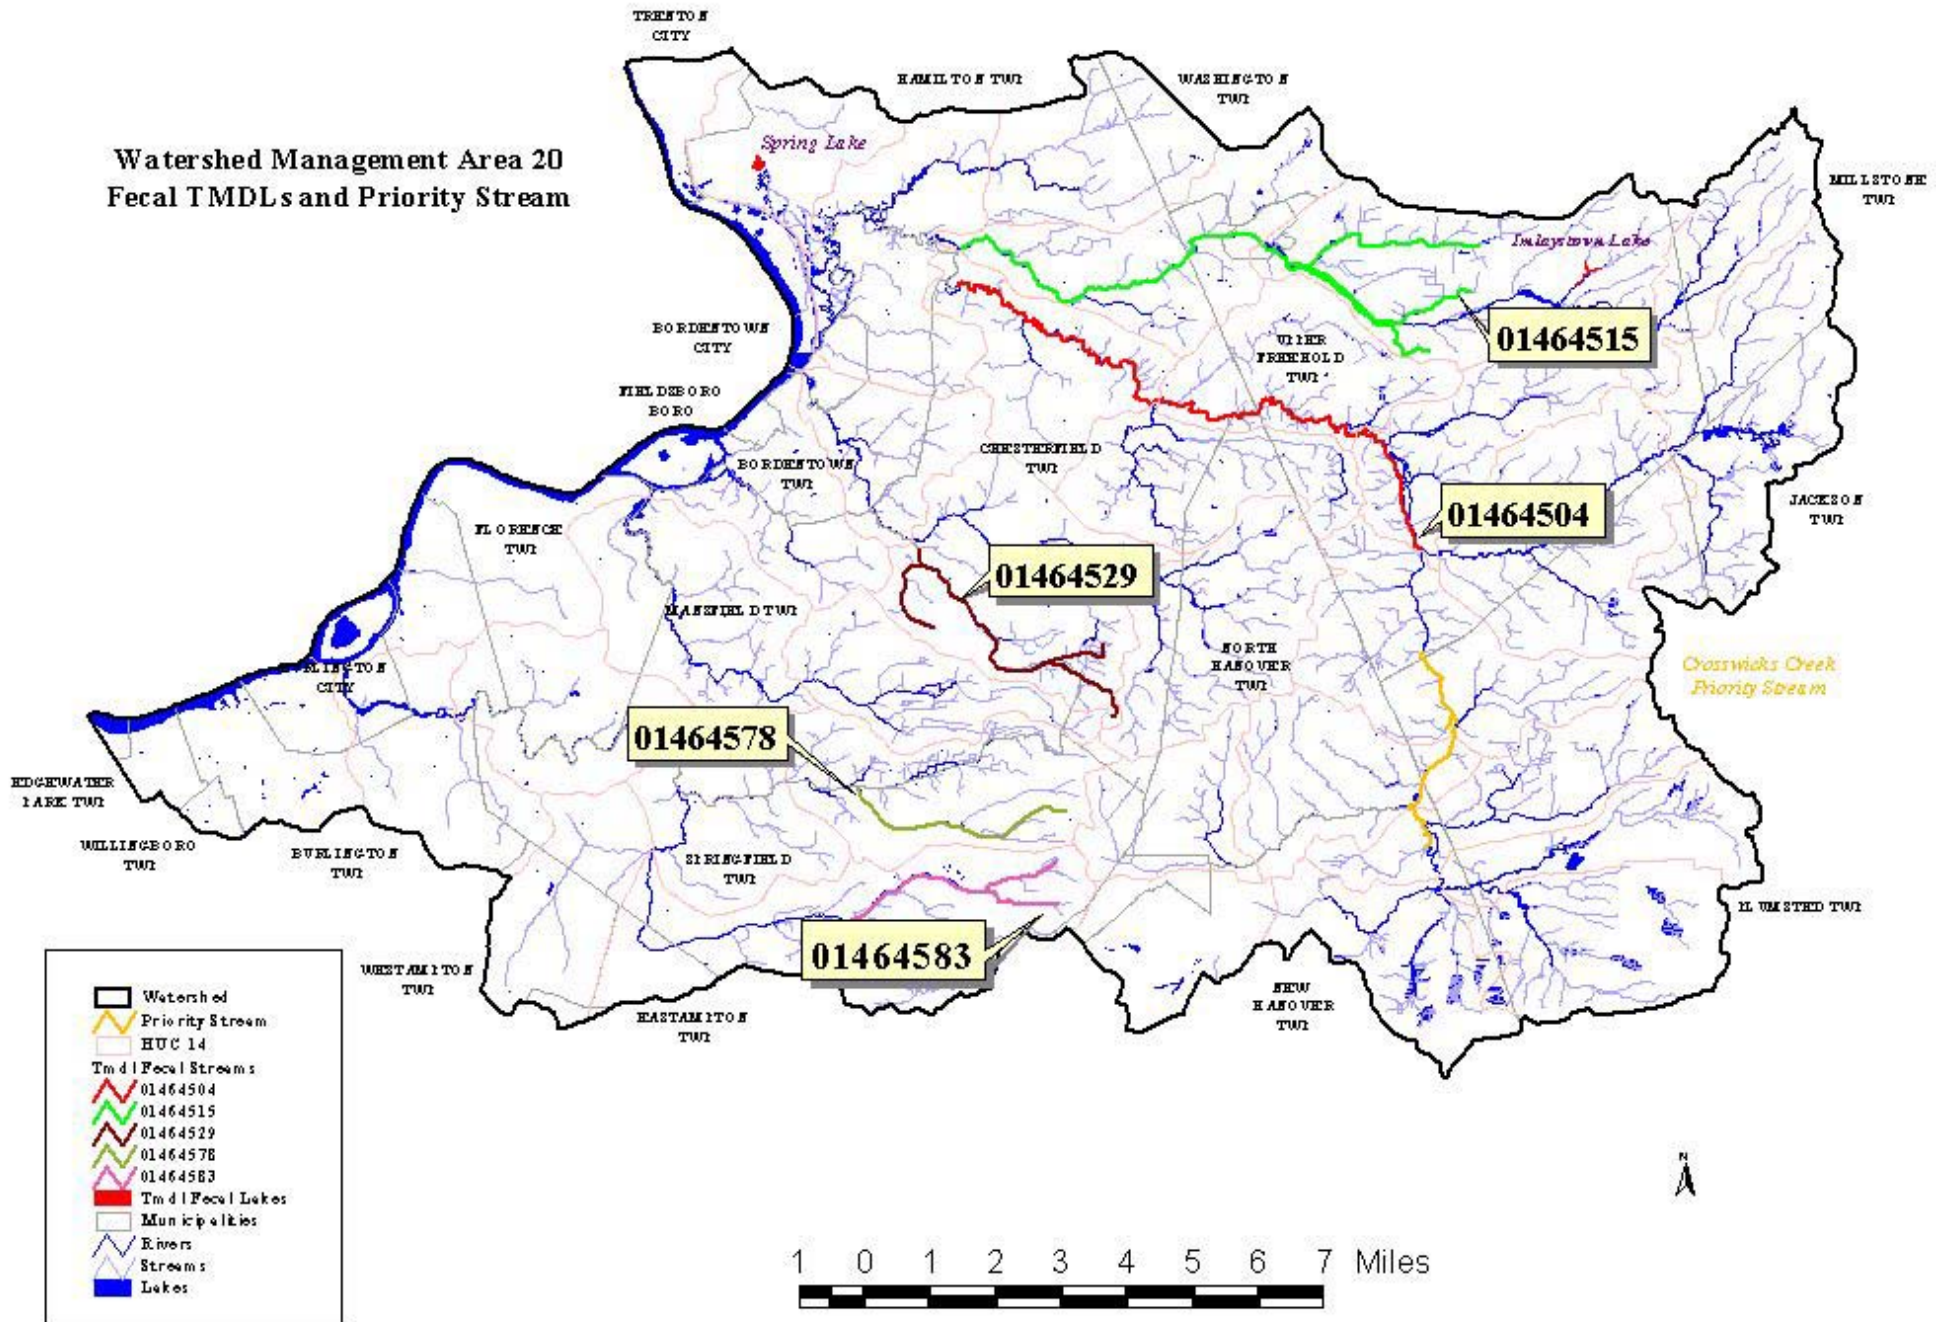 TRENTON
CITY
HAMILTON TWP
WASHINGTON
TWP
Watershed Management Area 20
Fecal TMDLs and Priority Stream
Spring Lake
MILLSTONE
TWP
Imlaystown Lake
BORDENTOWN
CITY
01464515
UPPER
FREEHOLD
TWP
FIELDSBORO
BORO
CHESTERFIELD
TWP
BORDENTOWN
TWP
JACKSON
TWP
01464504
FLORENCE
TWP
01464529
MANSFIELD TWP
NORTH
HANOVER
TWP
Crosswicks Creek
Priority Stream
BURLINGTON
CITY
01464578
EDGEWATER
PARK TWP
WILLINGBORO
TWP
BURLINGTON
TWP
SPRINGFIELD
TWP
PLUMSTED TWP
01464583
WESTAMPTON
TWP
NEW
HANOVER
TWP
EASTAMPTON
TWP
Watershed
Priority Stream
HUC 14
Tmdl Fecal Streams
01464504
01464515
01464529
01464578
01464583
Tmdl Fecal Lakes
Municipalities
Rivers
Streams
Lakes
N
1 0 1 2 3 4 5 6 7 Miles